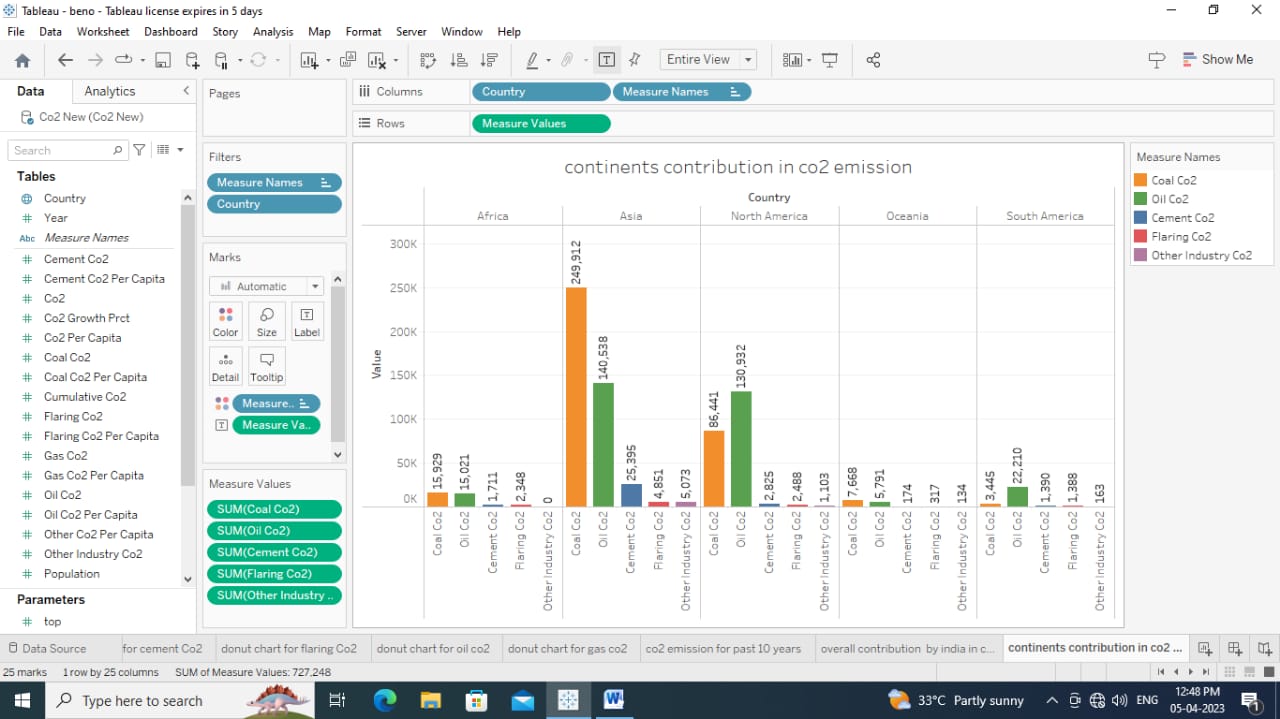 Tableau - beno - Tableau license expires in 5 days
File Data Worksheet Dashboard Story Analysis Map Format Server Window Help
Entire View
Show Me
Data Analytics
Co2 New (Co2 New)
Search
Tables
Country
Year
Abc Measure Names
Cement Co2
Cement Co2 Per Capita
Co2
Co2 Growth Prct
Co2 Per Capita
Coal Co2
Coal Co2 Per Capita
Cumulative Co2
Flaring Co2
Flaring Co2 Per Capita
Gas Co2
Gas Co2 Per Capita
Oil Co2
Oil Co2 Per Capita
Other Co2 Per Capita
Other Industry Co2
Population
Parameters
top
Pages
Filters
Measure Names
Country
Marks
Automatic
Color Size Label
Detail Tooltip
Measure..
Measure Va..
Measure Values
SUM(Coal Co2)
SUM(Oil Co2)
SUM(Cement Co2)
SUM(Flaring Co2)
SUM(Other Industry ..
Columns Country Measure Names
Rows Measure Values
continents contribution in co2 emission
Country
Africa Asia North America Oceania South America
Value
300K
250K
200K
150K
100K
50K
0K
15,929 15,021 1,711 2,348 0
249,912 140,538 25,395 4,851 5,073
86,441 130,932 2,825 2,488 1,103
7,668 5,791 174 317 134
3,445 22,210 1,390 1,388 163
Coal Co2 Oil Co2 Cement Co2 Flaring Co2 Other Industry Co2
Coal Co2 Oil Co2 Cement Co2 Flaring Co2 Other Industry Co2
Coal Co2 Oil Co2 Cement Co2 Flaring Co2 Other Industry Co2
Coal Co2 Oil Co2 Cement Co2 Flaring Co2 Other Industry Co2
Coal Co2 Oil Co2 Cement Co2 Flaring Co2 Other Industry Co2
Measure Names
Coal Co2
Oil Co2
Cement Co2
Flaring Co2
Other Industry Co2
Data Source for cement Co2 donut chart for flaring Co2 donut chart for oil co2 donut chart for gas co2 co2 emission for past 10 years overall contribution by india in c... continents contribution in co2 ...
25 marks 1 row by 25 columns SUM of Measure Values: 727,248
Type here to search
33°C Partly sunny
ENG
12:48 PM
05-04-2023
1